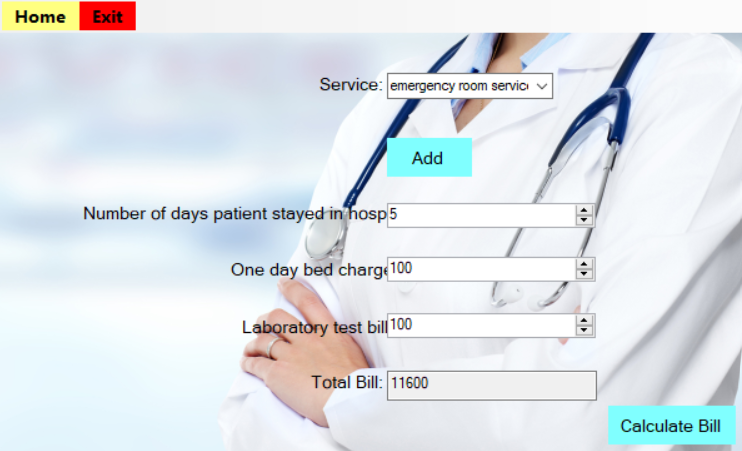 Home Exit
Service: emergency room servic
Add
Number of days patient stayed in hosp 5
One day bed charge 100
Laboratory test bill 100
Total Bill: 11600
Calculate Bill